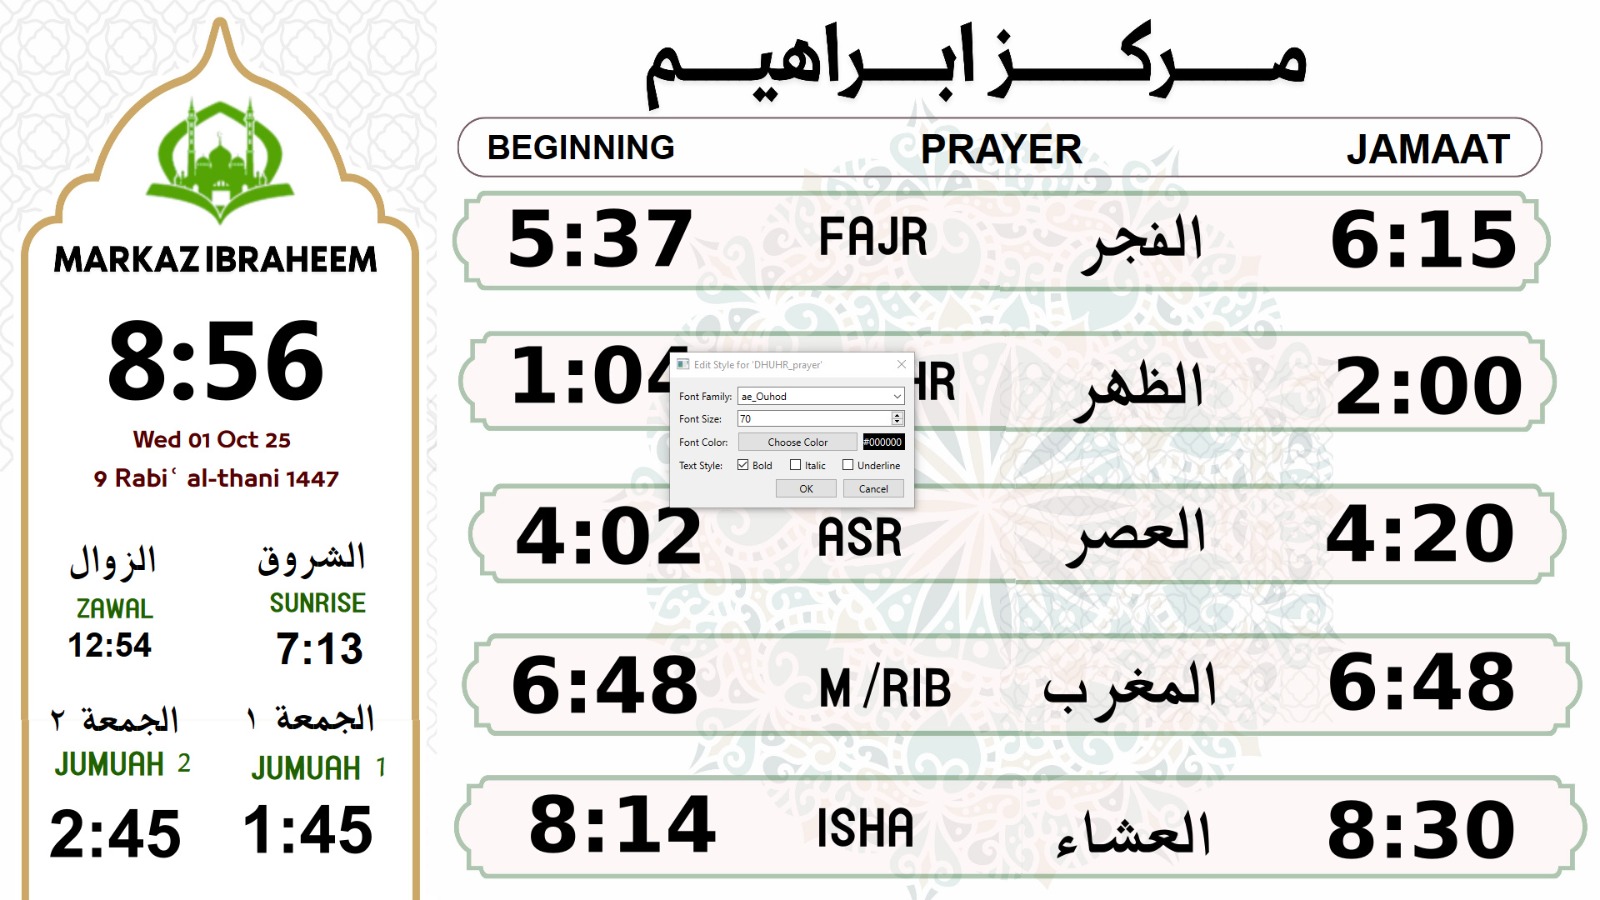 مركز ابراهيم
MARKAZ IBRAHEEM
8:56
Wed 01 Oct 25
9 Rabiʿ al-thani 1447
الزوال الشروق
ZAWAL SUNRISE
12:54 7:13
الجمعة ٢ الجمعة ١
JUMUAH 2 JUMUAH 1
2:45 1:45
BEGINNING PRAYER JAMAAT
5:37 FAJR الفجر 6:15
1:04 HR الظهر 2:00
Edit Style for 'DHUHR_prayer'
Font Family: ae_Ouhod
Font Size: 70
Font Color: Choose Color #000000
Text Style: Bold Italic Underline
OK Cancel
4:02 ASR العصر 4:20
6:48 M/RIB المغرب 6:48
8:14 ISHA العشاء 8:30